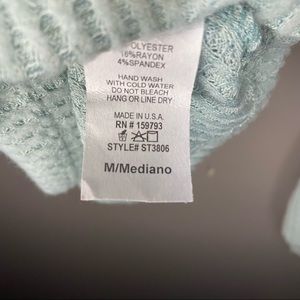 POLYESTER
16%RAYON
4%SPANDEX
HAND WASH
WITH COLD WATER
DO NOT BLEACH
HANG OR LINE DRY
MADE IN U.S.A.
RN # 159793
STYLE# ST3806
M/Mediano